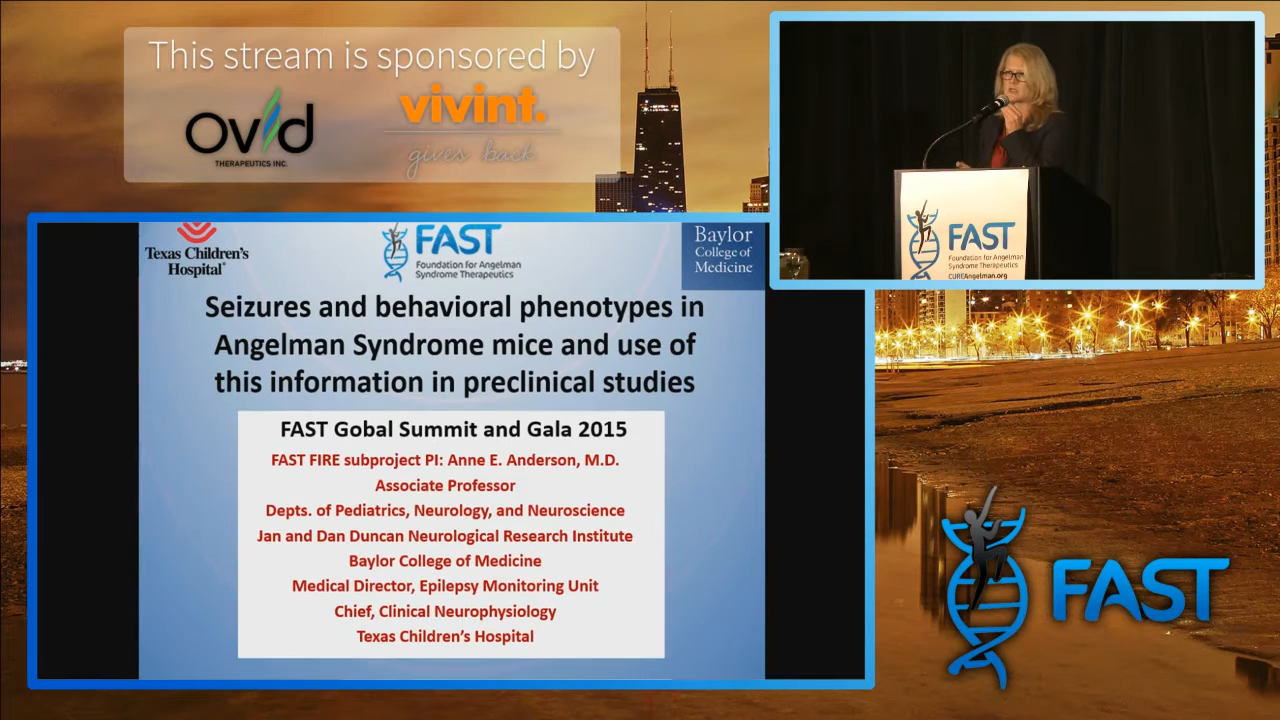 This stream is sponsored by
ovid
THERAPEUTICS INC.
vivint.
gives back
FAST
Foundation for Angelman
Syndrome Therapeutics
CUREAngelman.org
Texas Children's
Hospital
FAST
Foundation for Angelman
Syndrome Therapeutics
Baylor
College of
Medicine
Seizures and behavioral phenotypes in
Angelman Syndrome mice and use of
this information in preclinical studies
FAST Gobal Summit and Gala 2015
FAST FIRE subproject PI: Anne E. Anderson, M.D.
Associate Professor
Depts. of Pediatrics, Neurology, and Neuroscience
Jan and Dan Duncan Neurological Research Institute
Baylor College of Medicine
Medical Director, Epilepsy Monitoring Unit
Chief, Clinical Neurophysiology
Texas Children's Hospital
FAST